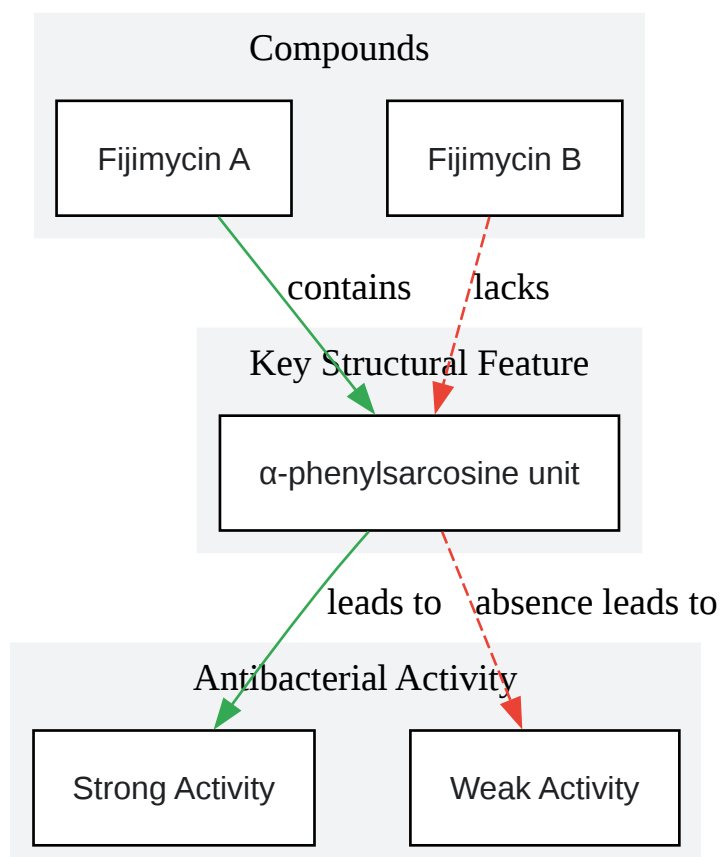 Compounds
Fijimycin A
Fijimycin B
contains
lacks
Key Structural Feature
α-phenylsarcosine unit
leads to
absence leads to
Antibacterial Activity
Strong Activity
Weak Activity